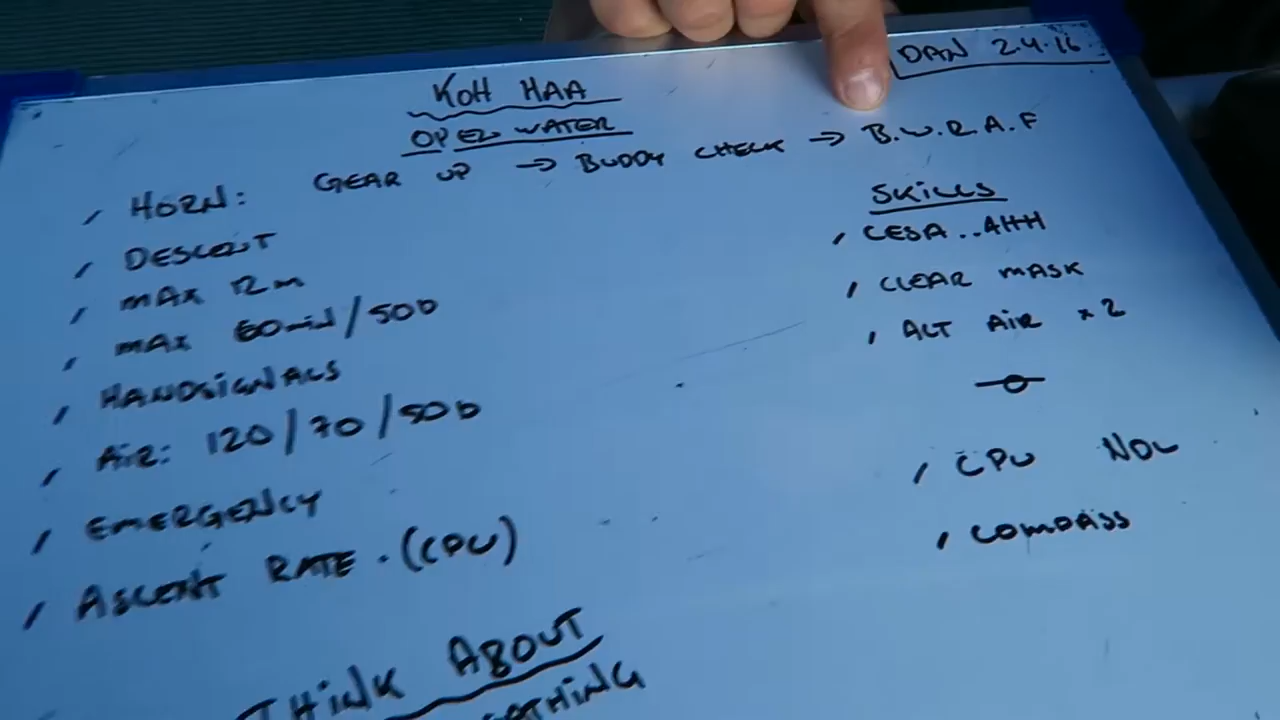 DAN 2.4.16
KOH HAA
OPEN WATER
HORN: GEAR UP → BUDDY CHECK → B.W.R.A.F
DESCENT
MAX 12m
MAX 60min/50b
HANDSIGNALS
AIR: 120/70/50b
EMERGENCY
ASCENT RATE. (CPU)
SKILLS
CESA..AHH
CLEAR MASK
ALT AIR x2
CPU NDL
COMPASS
THINK ABOUT